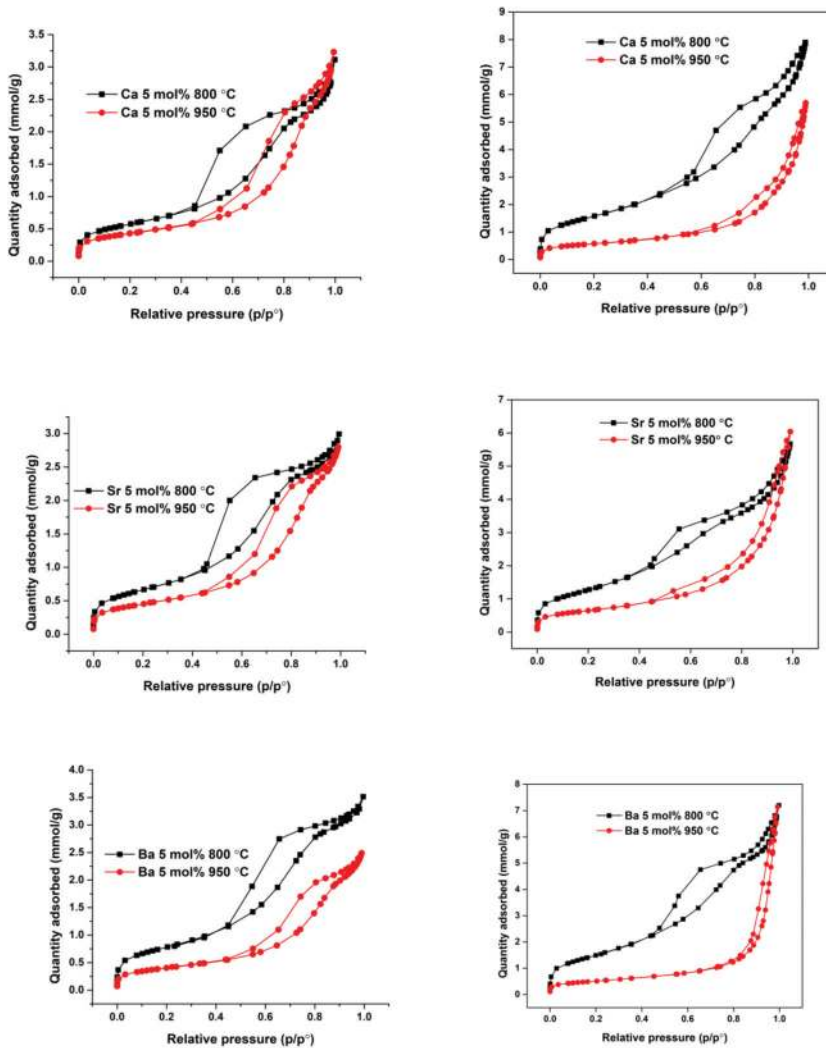 3.5
3.0
2.5
2.0
1.5
1.0
0.5
0.0
Quantity adsorbed (mmol/g)
Ca 5 mol% 800 °C
Ca 5 mol% 950 °C
0.0 0.2 0.4 0.6 0.8 1.0
Relative pressure (p/p°)
9
8
7
6
5
4
3
2
1
0
Quantity adsorbed (mmol/g)
Ca 5 mol% 800 °C
Ca 5 mol% 950 °C
0.0 0.2 0.4 0.6 0.8 1.0
Relative pressure (p/p°)
3.0
2.5
2.0
1.5
1.0
0.5
0.0
Quantity adsorbed (mmol/g)
Sr 5 mol% 800 °C
Sr 5 mol% 950 °C
0.0 0.2 0.4 0.6 0.8 1.0
Relative pressure (p/p°)
7
6
5
4
3
2
1
0
Quantity adsorbed (mmol/g)
Sr 5 mol% 800 °C
Sr 5 mol% 950° C
0.0 0.2 0.4 0.6 0.8 1.0
Relative pressure (p/p°)
4.0
3.5
3.0
2.5
2.0
1.5
1.0
0.5
0.0
Quantity adsorbed (mmol/g)
Ba 5 mol% 800 °C
Ba 5 mol% 950 °C
0.0 0.2 0.4 0.6 0.8 1.0
Relative pressure (p/p°)
8
7
6
5
4
3
2
1
0
Quantity adsorbed (mmol/g)
Ba 5 mol% 800 °C
Ba 5 mol% 950 °C
0.0 0.2 0.4 0.6 0.8 1.0
Relative pressure (p/p°)